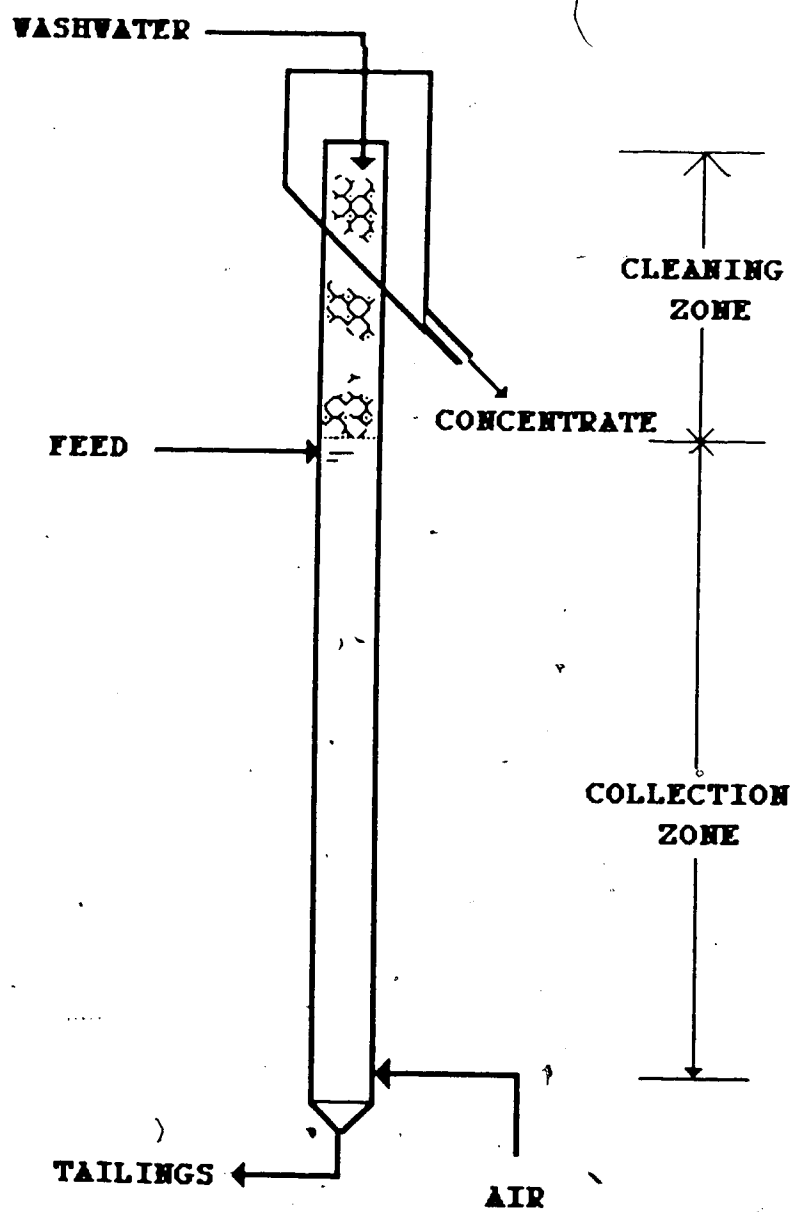 WASHWATER
CLEANING
ZONE
CONCENTRATE
FEED
COLLECTION
ZONE
TAILINGS
AIR